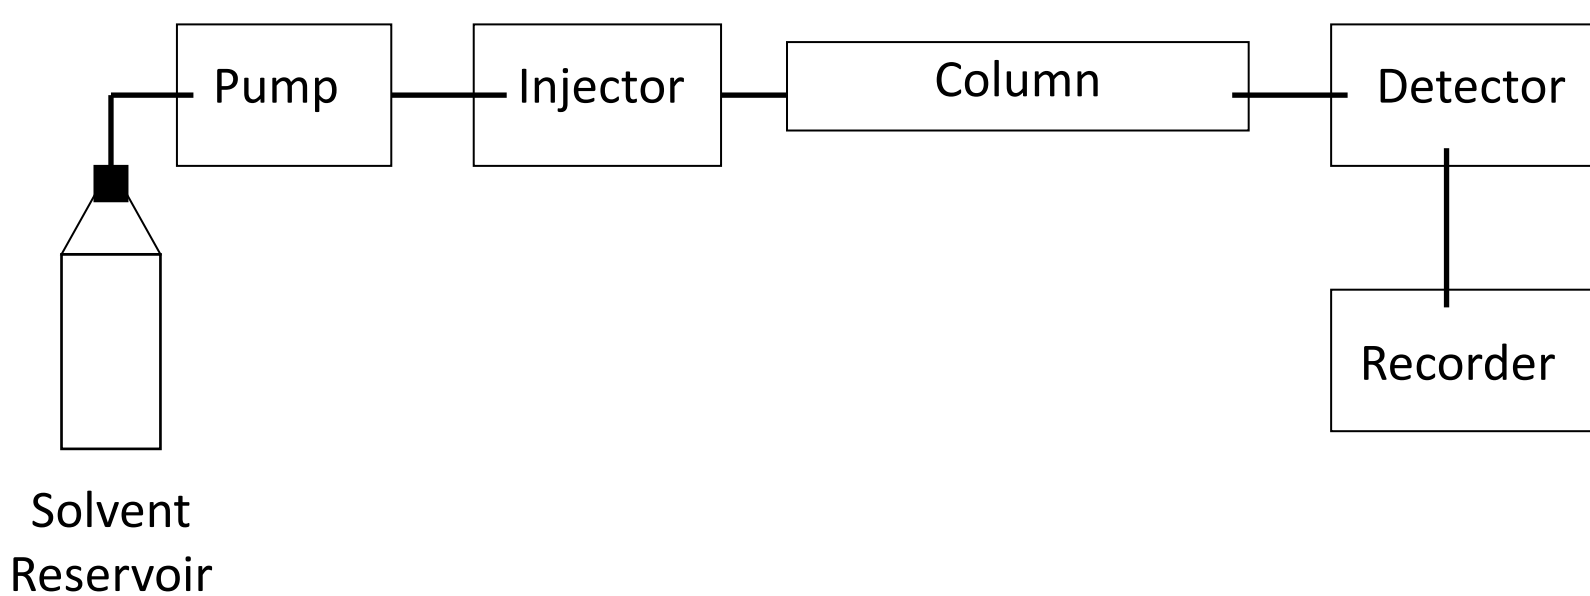 Pump
Injector
Column
Detector
Recorder
Solvent
Reservoir